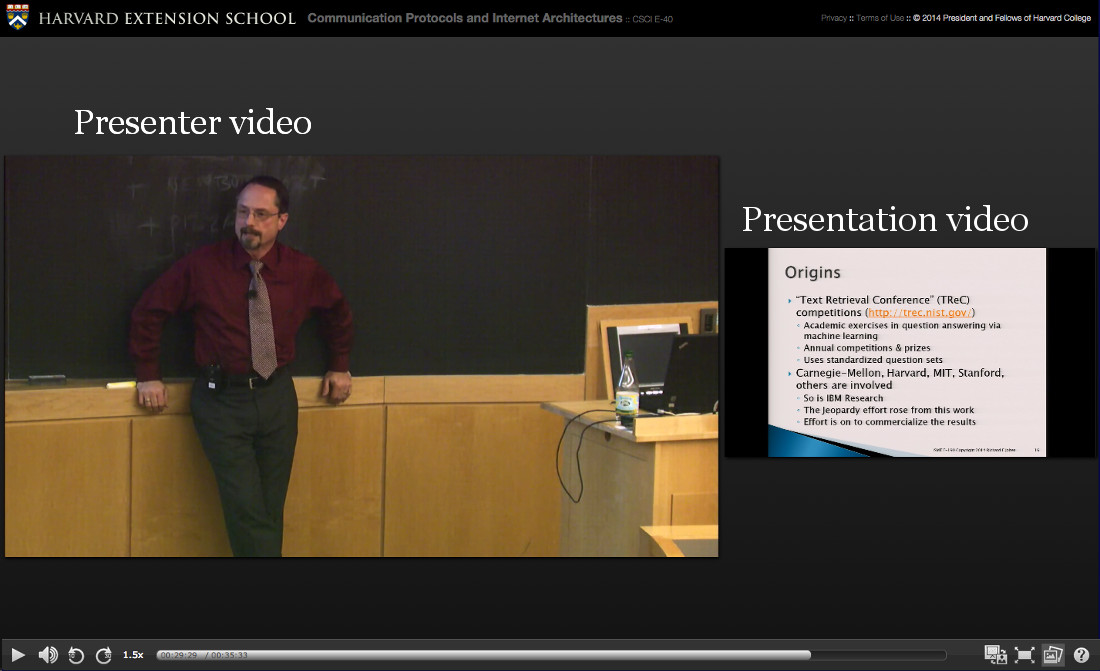 HARVARD EXTENSION SCHOOL Communication Protocols and Internet Architectures :: CSCI E-40
Privacy :: Terms of Use :: © 2014 President and Fellows of Harvard College
Presenter video
Presentation video
Origins
"Text Retrieval Conference" (TReC)
competitions (http://trec.nist.gov/)
Academic exercises in question answering via
machine learning
Annual competitions & prizes
Uses standardized question sets
Carnegie-Mellon, Harvard, MIT, Stanford,
others are involved
So is IBM Research
The Jeopardy effort rose from this work
Effort is on to commercialize the results
1.5x
00:29:29 / 00:35:33